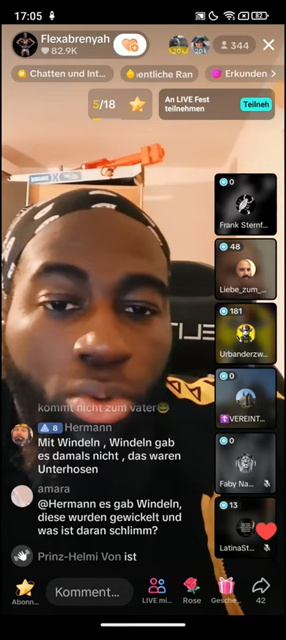 17:05
82
Flexabrenyah
82.9K
344
Chatten und Int...
entliche Ran
Erkunden >
5/18
An LIVE Fest
teilnehmen
Teilneh
0
Frank Sternf...
48
Liebe_zum_...
181
Urbanderzw...
0
VEREINT...
0
Faby Na...
13
LatinaSt...
kommt nicht zum vater😂
8 Hermann
Mit Windeln , Windeln gab
es damals nicht , das waren
Unterhosen
amara
@Hermann es gab Windeln,
diese wurden gewickelt und
was ist daran schlimm?
Prinz-Helmi Von ist
Abonn...
Komment...
LIVE mi...
Rose
Gesche...
42